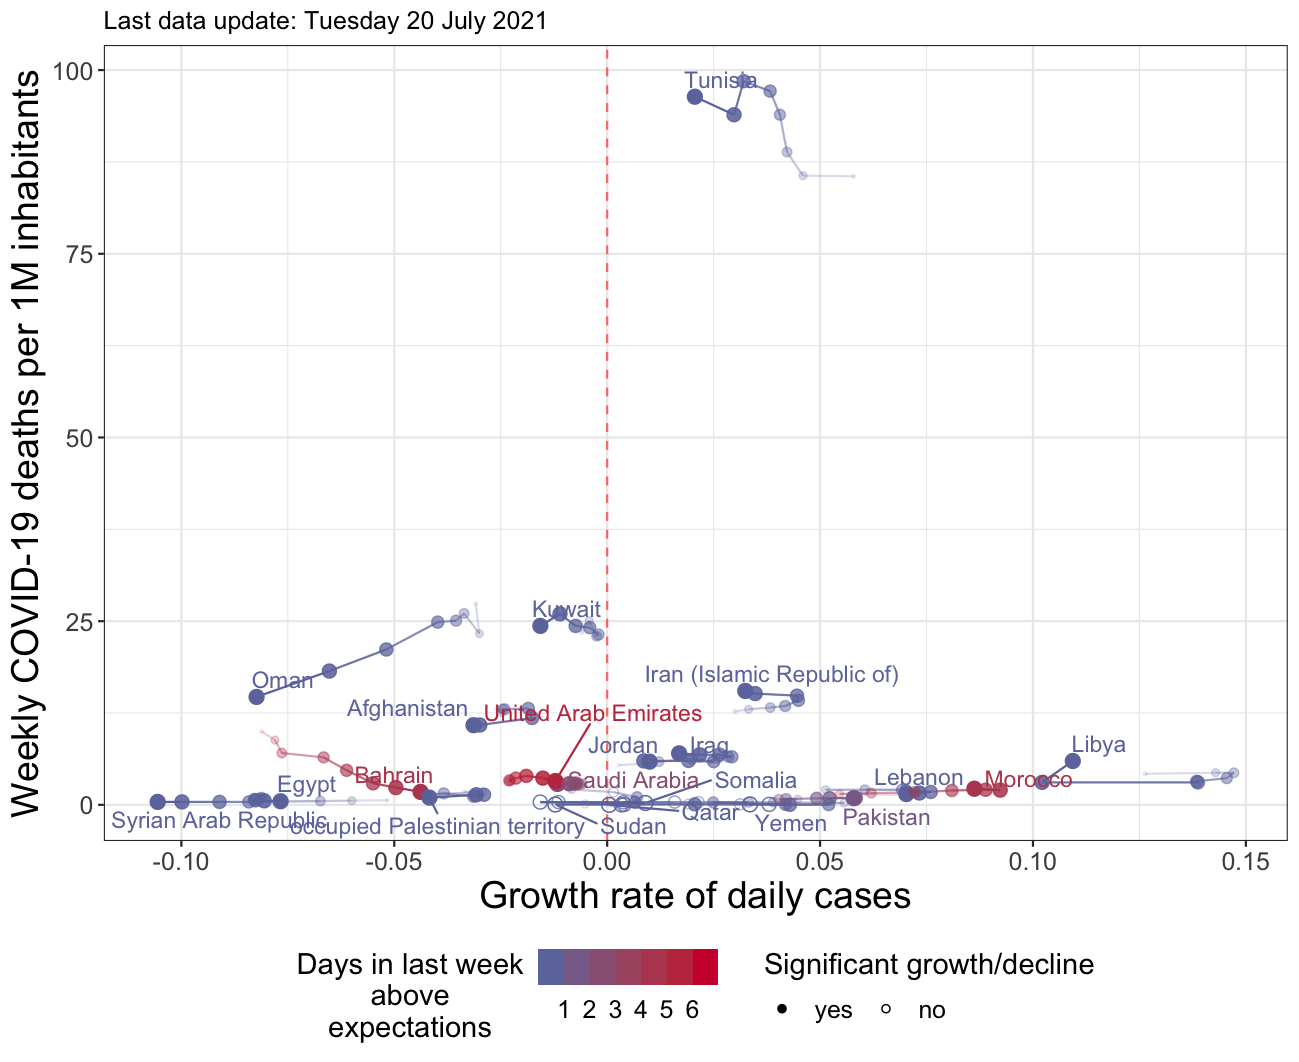 Last data update: Tuesday 20 July 2021
Weekly COVID-19 deaths per 1M inhabitants
100
75
50
25
0
Tunisia
Kuwait
Oman
Iran (Islamic Republic of)
Afghanistan
United Arab Emirates
Jordan
Iraq
Libya
Bahrain
Egypt
Saudi Arabia
Somalia
Lebanon
Morocco
Syrian Arab Republic
occupied Palestinian territory
Sudan
Qatar
Yemen
Pakistan
-0.10
-0.05
0.00
0.05
0.10
0.15
Growth rate of daily cases
Days in last week
above
expectations
1 2 3 4 5 6
Significant growth/decline
yes
no